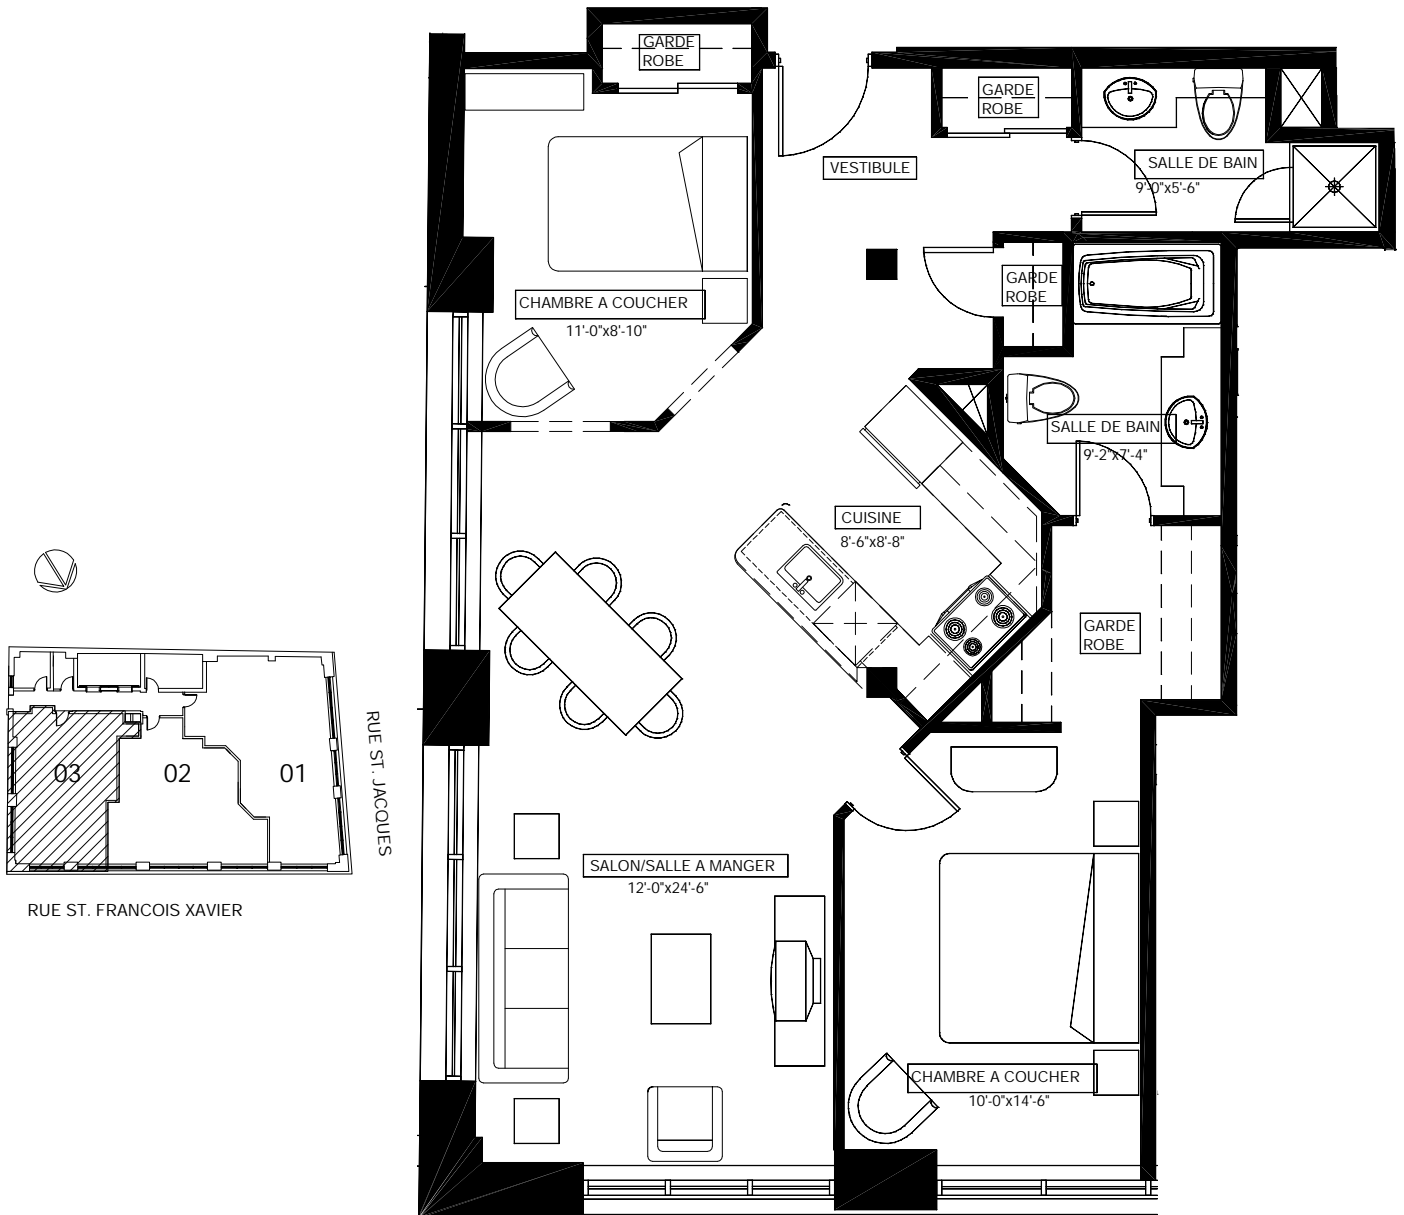 GARDE
ROBE
GARDE
ROBE
VESTIBULE
SALLE DE BAIN
9'-0"x5'-6"
GARDE
ROBE
CHAMBRE A COUCHER
11'-0"x8'-10"
SALLE DE BAIN
9'-2"x7'-4"
CUISINE
8'-6"x8'-8"
GARDE
ROBE
03
02
01
RUE ST. JACQUES
RUE ST. FRANCOIS XAVIER
SALON/SALLE A MANGER
12'-0"x24'-6"
CHAMBRE A COUCHER
10'-0"x14'-6"